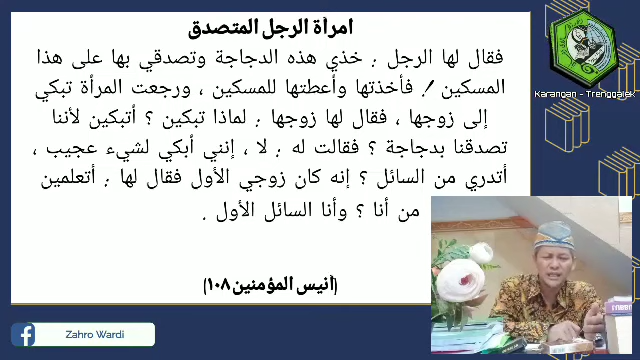 امرأة الرجل المتصدق
فقال لها الرجل : خذي هذه الدجاجة وتصدقي بها على هذا
المسكين ! فأخذتها وأعطتها للمسكين ، ورجعت المرأة تبكي
إلى زوجها ، فقال لها زوجها : لماذا تبكين ؟ أتبكين لأننا
تصدقنا بدجاجة ؟ فقالت له : لا ، إنني أبكي لشيء عجيب ،
أتدري من السائل ؟ إنه كان زوجي الأول فقال لها : أتعلمين
من أنا ؟ وأنا السائل الأول .
(أنيس المؤمنين ١٠٨)
Karangan - Trenggalek
Zahro Wardi